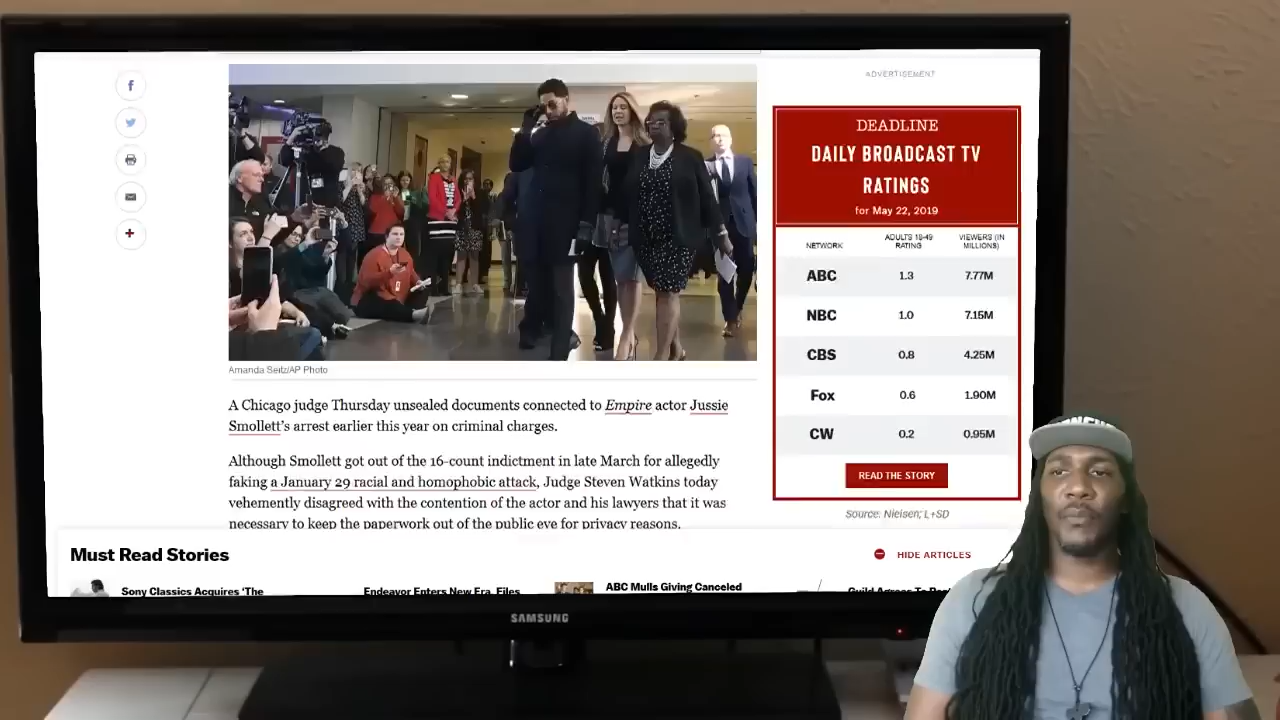 f
ADVERTISEMENT
DEADLINE
DAILY BROADCAST TV
RATINGS
for May 22, 2019
NETWORK
ADULTS 18-49
RATING
VIEWERS (IN
MILLIONS)
ABC 1.3 7.77M
NBC 1.0 7.15M
CBS 0.8 4.25M
Fox 0.6 1.90M
CW 0.2 0.95M
READ THE STORY
Source: Nielsen; L+SD
Amanda Seitz/AP Photo
A Chicago judge Thursday unsealed documents connected to Empire actor Jussie
Smollett's arrest earlier this year on criminal charges.
Although Smollett got out of the 16-count indictment in late March for allegedly
faking a January 29 racial and homophobic attack, Judge Steven Watkins today
vehemently disagreed with the contention of the actor and his lawyers that it was
necessary to keep the paperwork out of the public eye for privacy reasons.
Must Read Stories
HIDE ARTICLES
Sony Classics Acquires 'The
Endeavor Enters New Era, Files
ABC Mulls Giving Canceled
Guild Agrees To
SAMSUNG